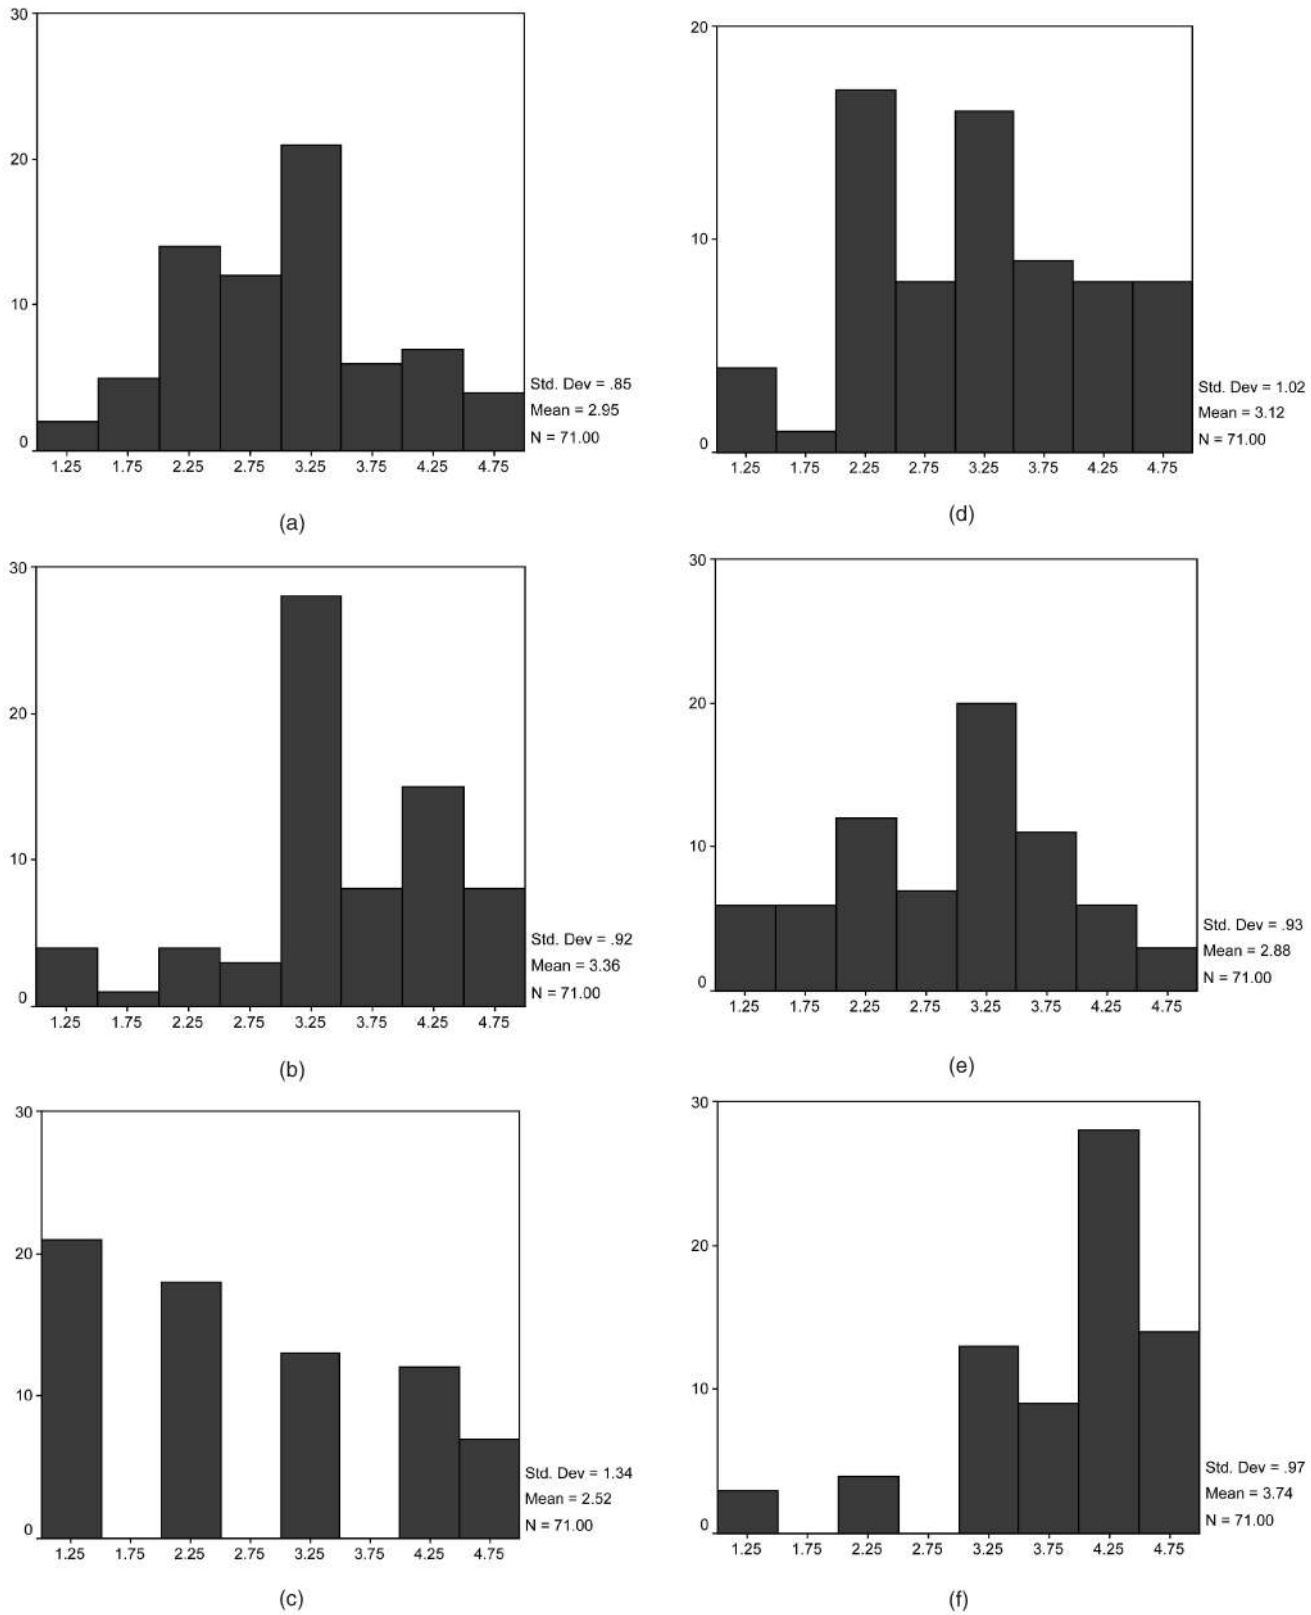 30
20
10
0
1.25 1.75 2.25 2.75 3.25 3.75 4.25 4.75
Std. Dev = .85
Mean = 2.95
N = 71.00
(a)
20
10
0
1.25 1.75 2.25 2.75 3.25 3.75 4.25 4.75
Std. Dev = 1.02
Mean = 3.12
N = 71.00
(d)
30
20
10
0
1.25 1.75 2.25 2.75 3.25 3.75 4.25 4.75
Std. Dev = .92
Mean = 3.36
N = 71.00
(b)
30
20
10
0
1.25 1.75 2.25 2.75 3.25 3.75 4.25 4.75
Std. Dev = .93
Mean = 2.88
N = 71.00
(e)
30
20
10
0
1.25 1.75 2.25 2.75 3.25 3.75 4.25 4.75
Std. Dev = 1.34
Mean = 2.52
N = 71.00
(c)
30
20
10
0
1.25 1.75 2.25 2.75 3.25 3.75 4.25 4.75
Std. Dev = .97
Mean = 3.74
N = 71.00
(f)